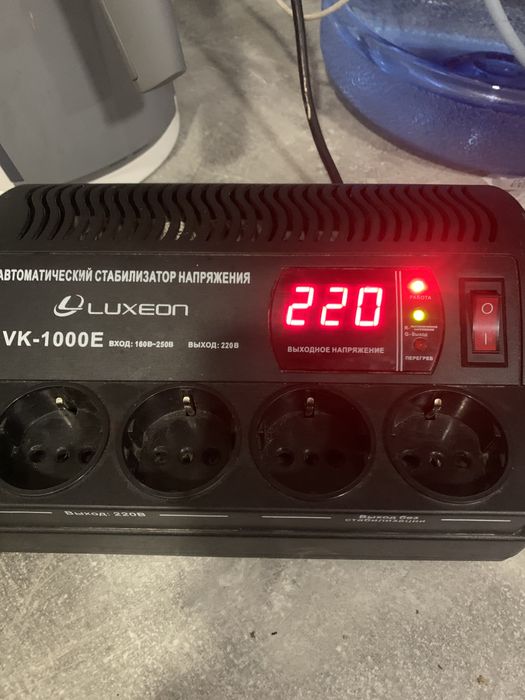 АВТОМАТИЧЕСКИЙ СТАБИЛИЗАТОР НАПРЯЖЕНИЯ
LUXEON
VK-1000E ВХОД: 160В~250В ВЫХОД: 220В
220
РАБОТА
G-Выход
ВЫХОДНОЕ НАПРЯЖЕНИЕ
ПЕРЕГРЕВ
Выход: 220В
Выход без
стабилизации